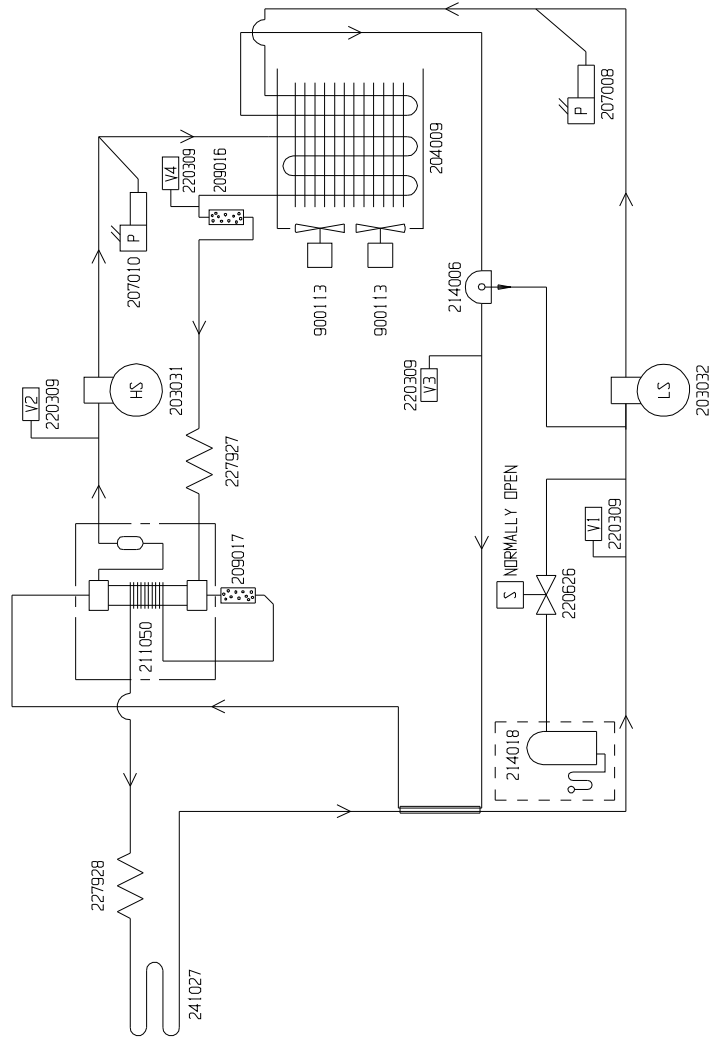 207008
204009
V4
220309
209016
P
207010
900113
900113
214006
V2
220309
HS
203031
220309
V3
LS
203032
227927
NORMALLY OPEN
S
V1
220309
209017
220626
211050
214018
227928
241027
P